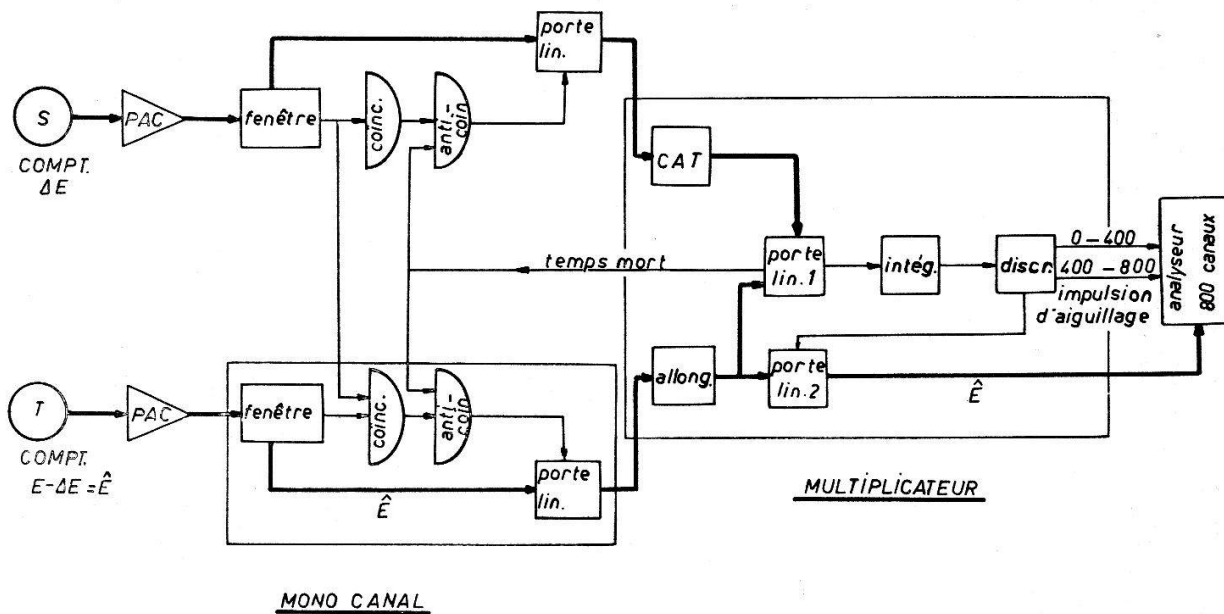 porte
lin.
S
PAC
fenêtre
coinc.
anti-
coin
COMPT.
ΔE
CAT
porte
lin.1
intég.
discr.
0-400
400-800
impulsion
d'aiguillage
analyseur
800 canaux
temps mort
T
PAC
fenêtre
coinc.
anti-
coin
allong.
porte
lin.2
Ê
COMPT.
E-ΔE=Ê
Ê
porte
lin.
MULTIPLICATEUR
MONO CANAL